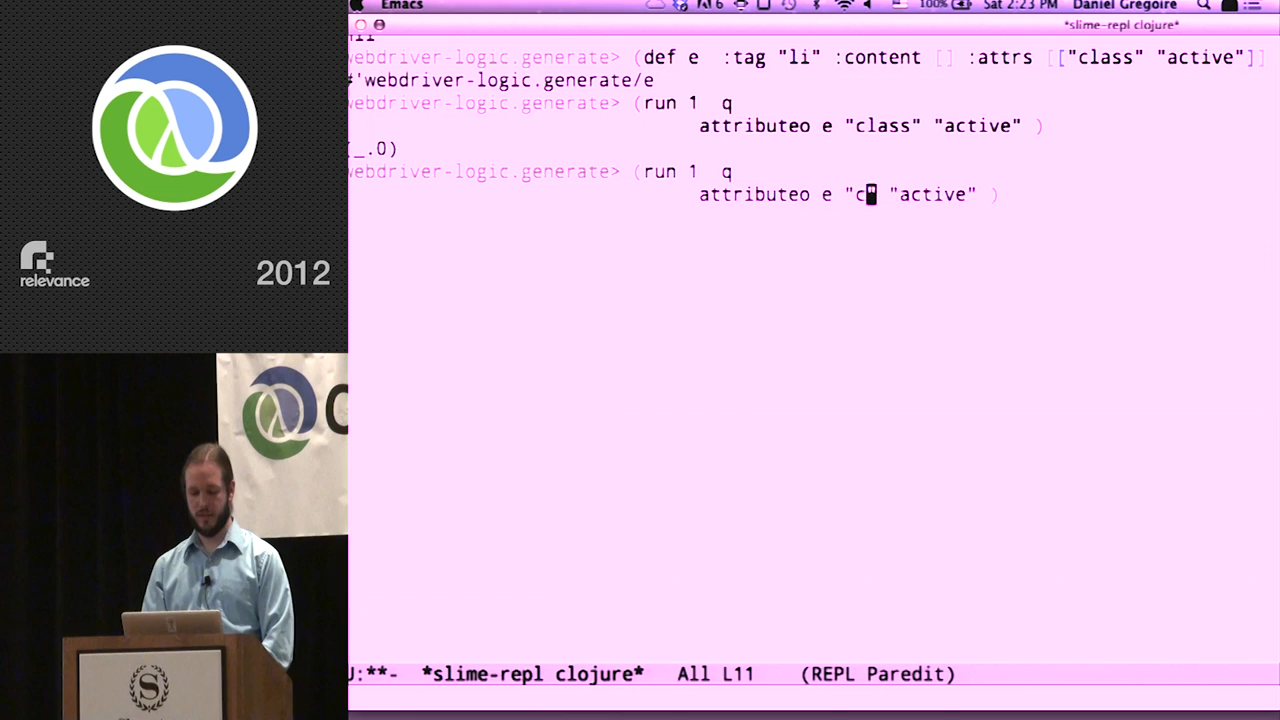 Emacs
6
100%
Sat 2:23 PM Daniel Gregoire
*slime-repl clojure*
webdriver-logic.generate> (def e :tag "li" :content [] :attrs [["class" "active"]]
#'webdriver-logic.generate/e
webdriver-logic.generate> (run 1 q
attributeo e "class" "active" )
(_.0)
webdriver-logic.generate> (run 1 q
attributeo e "c" "active" )
U:**- *slime-repl clojure* All L11 (REPL Paredit)
relevance
2012
C
S